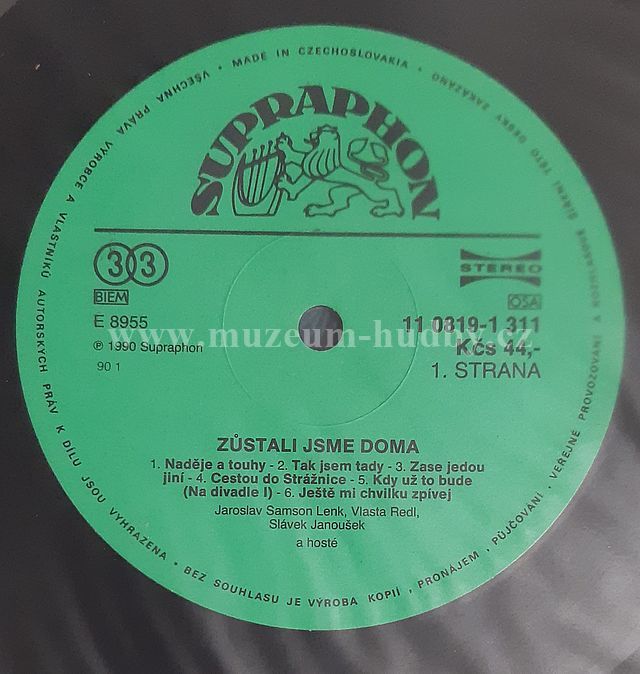 VŠECHNA PRÁVA VÝROBCE A VLASTNÍKŮ AUTORSKÝCH PRÁV K DÍLU JSOU VYHRAZENA • BEZ SOUHLASU JE VÝROBA KOPIÍ, PRONÁJEM, PŮJČOVÁNÍ, VEŘEJNÉ PROVOZOVÁNÍ A ROZHLASOVÉ ŠÍŘENÍ TÉTO DESKY ZAKÁZÁNO • MADE IN CZECHOSLOVAKIA •
SUPRAPHON
33
STEREO
BIEM
OSA
E 8955
11 0819-1 311
www.muzeum-hudby.cz
℗ 1990 Supraphon
Kčs 44,-
90 1
1. STRANA
ZŮSTALI JSME DOMA
1. Naděje a touhy - 2. Tak jsem tady - 3. Zase jedou
jiní - 4. Cestou do Strážnice - 5. Kdy už to bude
(Na divadle I) - 6. Ještě mi chvilku zpívej
Jaroslav Samson Lenk, Vlasta Redl,
Slávek Janoušek
a hosté